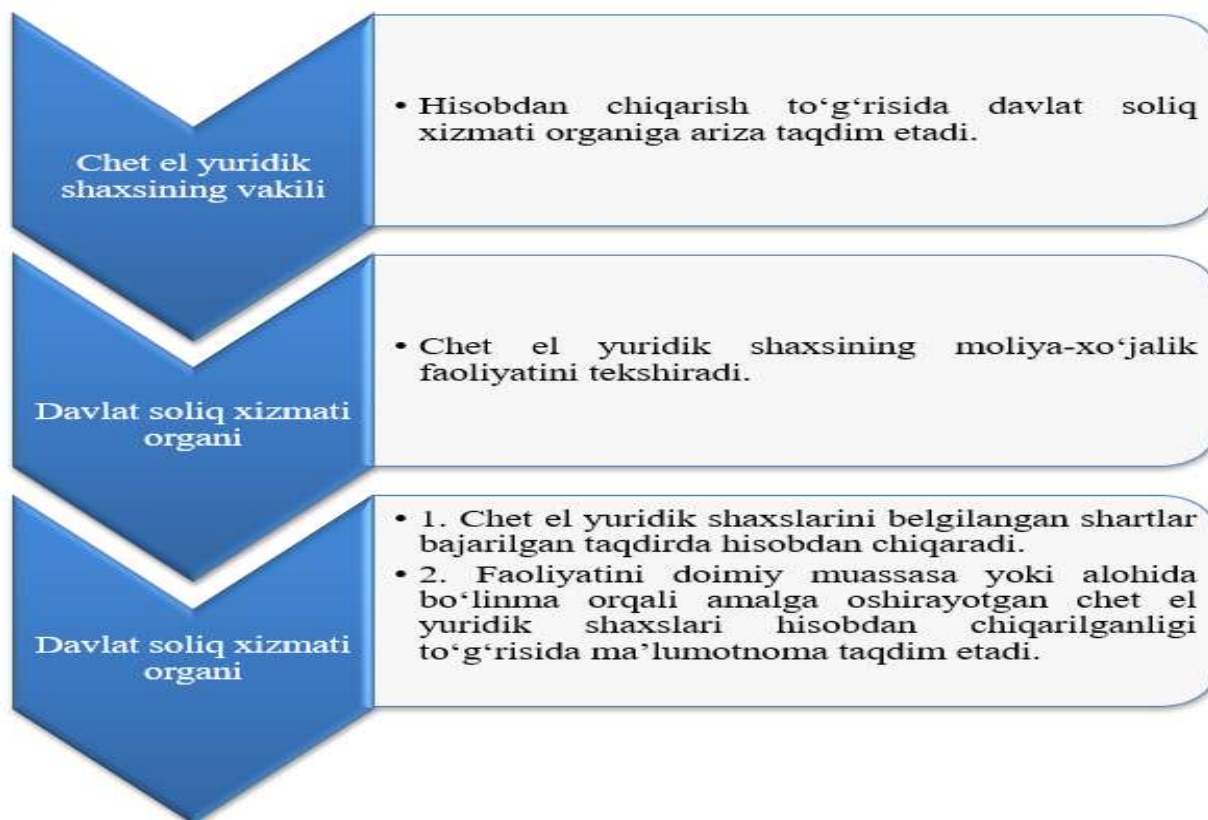 Chet el yuridik
shaxsining vakili
• Hisobdan chiqarish to‘g‘risida davlat soliq
xizmati organiga ariza taqdim etadi.
Davlat soliq xizmati
organi
• Chet el yuridik shaxsining moliya-xo‘jalik
faoliyatini tekshiradi.
Davlat soliq xizmati
organi
• 1. Chet el yuridik shaxslarini belgilangan shartlar
bajarilgan taqdirda hisobdan chiqaradi.
• 2. Faoliyatini doimiy muassasa yoki alohida
bo‘linma orqali amalga oshirayotgan chet el
yuridik shaxslari hisobdan chiqarilganligi
to‘g‘risida ma’lumotnoma taqdim etadi.